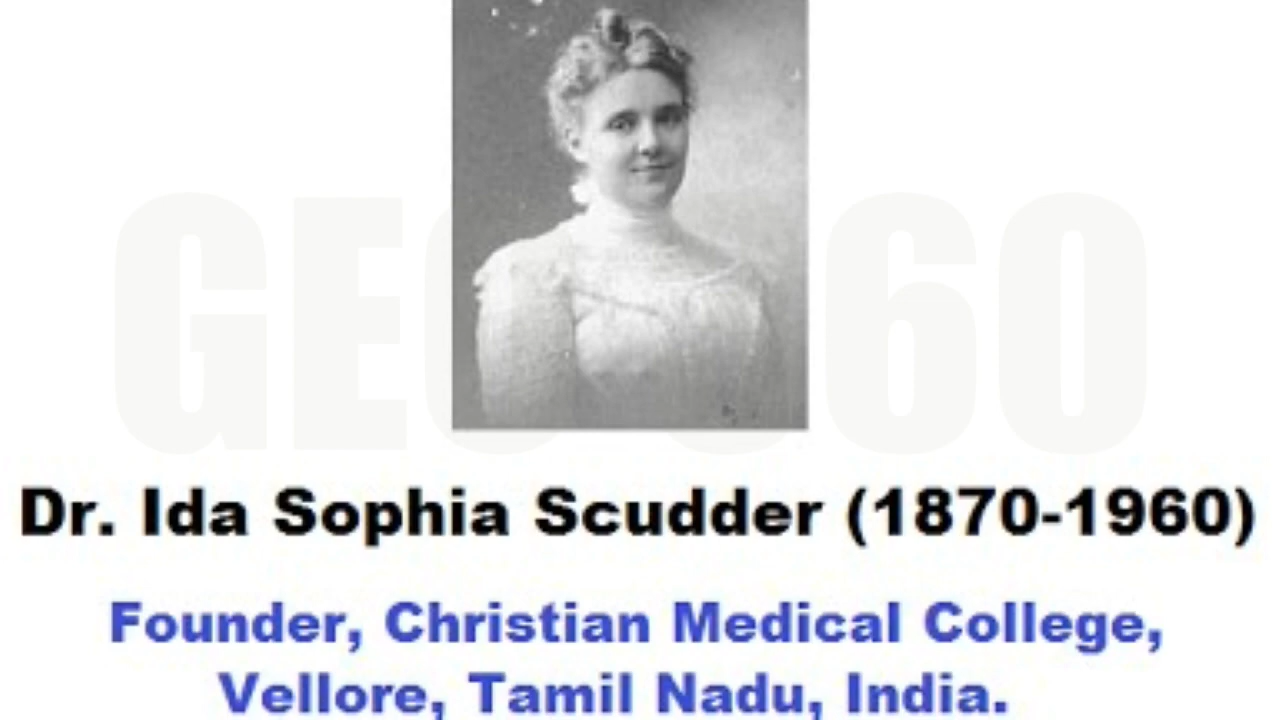 Dr. Ida Sophia Scudder (1870-1960)
Founder, Christian Medical College,
Vellore, Tamil Nadu, India.